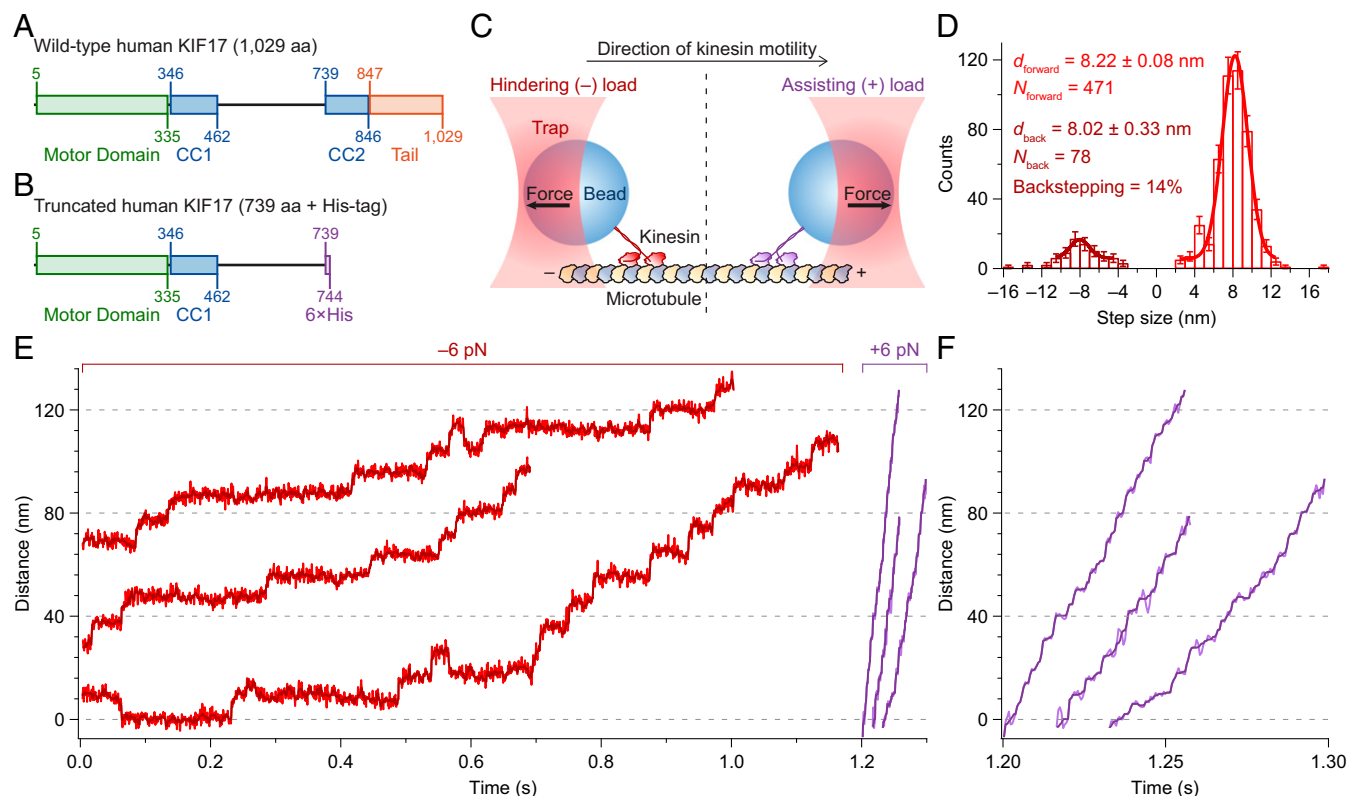 A
Wild-type human KIF17 (1,029 aa)
5
346
739
847
335
462
846
1,029
Motor Domain
CC1
CC2
Tail
B
Truncated human KIF17 (739 aa + His-tag)
5
346
739
335
462
744
Motor Domain
CC1
6×His
C
Direction of kinesin motility
Hindering (–) load
Assisting (+) load
Trap
Force
Bead
Force
Kinesin
–
+
Microtubule
D
120
80
40
0
Counts
d_forward = 8.22 ± 0.08 nm
N_forward = 471
d_back = 8.02 ± 0.33 nm
N_back = 78
Backstepping = 14%
–16 –12 –8 –4 0 4 8 12 16
Step size (nm)
E
–6 pN
+6 pN
120
80
40
0
Distance (nm)
0.0 0.2 0.4 0.6 0.8 1.0 1.2
Time (s)
F
120
80
40
0
Distance (nm)
1.20 1.25 1.30
Time (s)